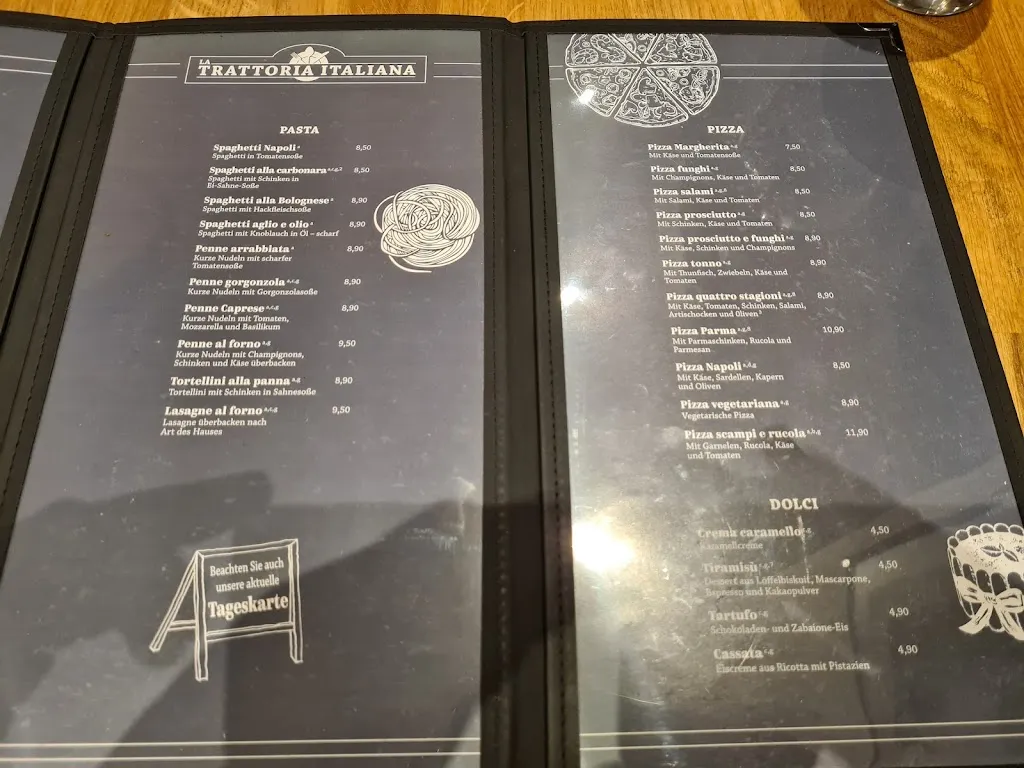 LA
TRATTORIA ITALIANA
PASTA
Spaghetti Napoli a 8,50
Spaghetti in Tomatensoße
Spaghetti alla carbonara a,c,g,2 8,50
Spaghetti mit Schinken in
Ei-Sahne-Soße
Spaghetti alla Bolognese 8,90
Spaghetti mit Hackfleischsoße
Spaghetti aglio e olio 8,90
Spaghetti mit Knoblauch in Öl – scharf
Penne arrabbiata 8,90
Kurze Nudeln mit scharfer
Tomatensoße
Penne gorgonzola a,c,g 8,90
Kurze Nudeln mit Gorgonzolasoße
Penne Caprese a,c,g 8,90
Kurze Nudeln mit Tomaten,
Mozzarella und Basilikum
Penne al forno a,g 9,50
Kurze Nudeln mit Champignons,
Schinken und Käse überbacken
Tortellini alla panna a,g 8,90
Tortellini mit Schinken in Sahnesoße
Lasagne al forno a,c,g 9,50
Lasagne überbacken nach
Art des Hauses
Beachten Sie auch
unsere aktuelle
Tageskarte
PIZZA
Pizza Margherita a,g 7,50
Mit Käse und Tomatensoße
Pizza funghi a,g 8,50
Mit Champignons, Käse und Tomaten
Pizza salami 8,50
Mit Salami, Käse und Tomaten
Pizza prosciutto 8,50
Mit Schinken, Käse und Tomaten
Pizza prosciutto e funghi a,g 8,90
Mit Käse, Schinken und Champignons
Pizza tonno 8,90
Mit Thunfisch, Zwiebeln, Käse und
Tomaten
Pizza quattro stagioni 8,90
Mit Käse, Tomaten, Schinken, Salami,
Artischocken und Oliven
Pizza Parma 10,90
Mit Parmaschinken, Rucola und
Parmesan
Pizza Napoli 8,50
Mit Käse, Sardellen, Kapern
und Oliven
Pizza vegetariana a,g 8,90
Vegetarische Pizza
Pizza scampi e rucola a,b,g 11,90
Mit Garnelen, Rucola, Käse
und Tomaten
DOLCI
Crema caramello 4,50
Karamellcreme
Tiramisù 4,50
Dessert aus Löffelbiskuit, Mascarpone,
Espresso und Kakaopulver
Tartufo c,g 4,90
Schokoladen- und Zabaione-Eis
Cassata c,g 4,90
Eiscreme aus Ricotta mit Pistazien